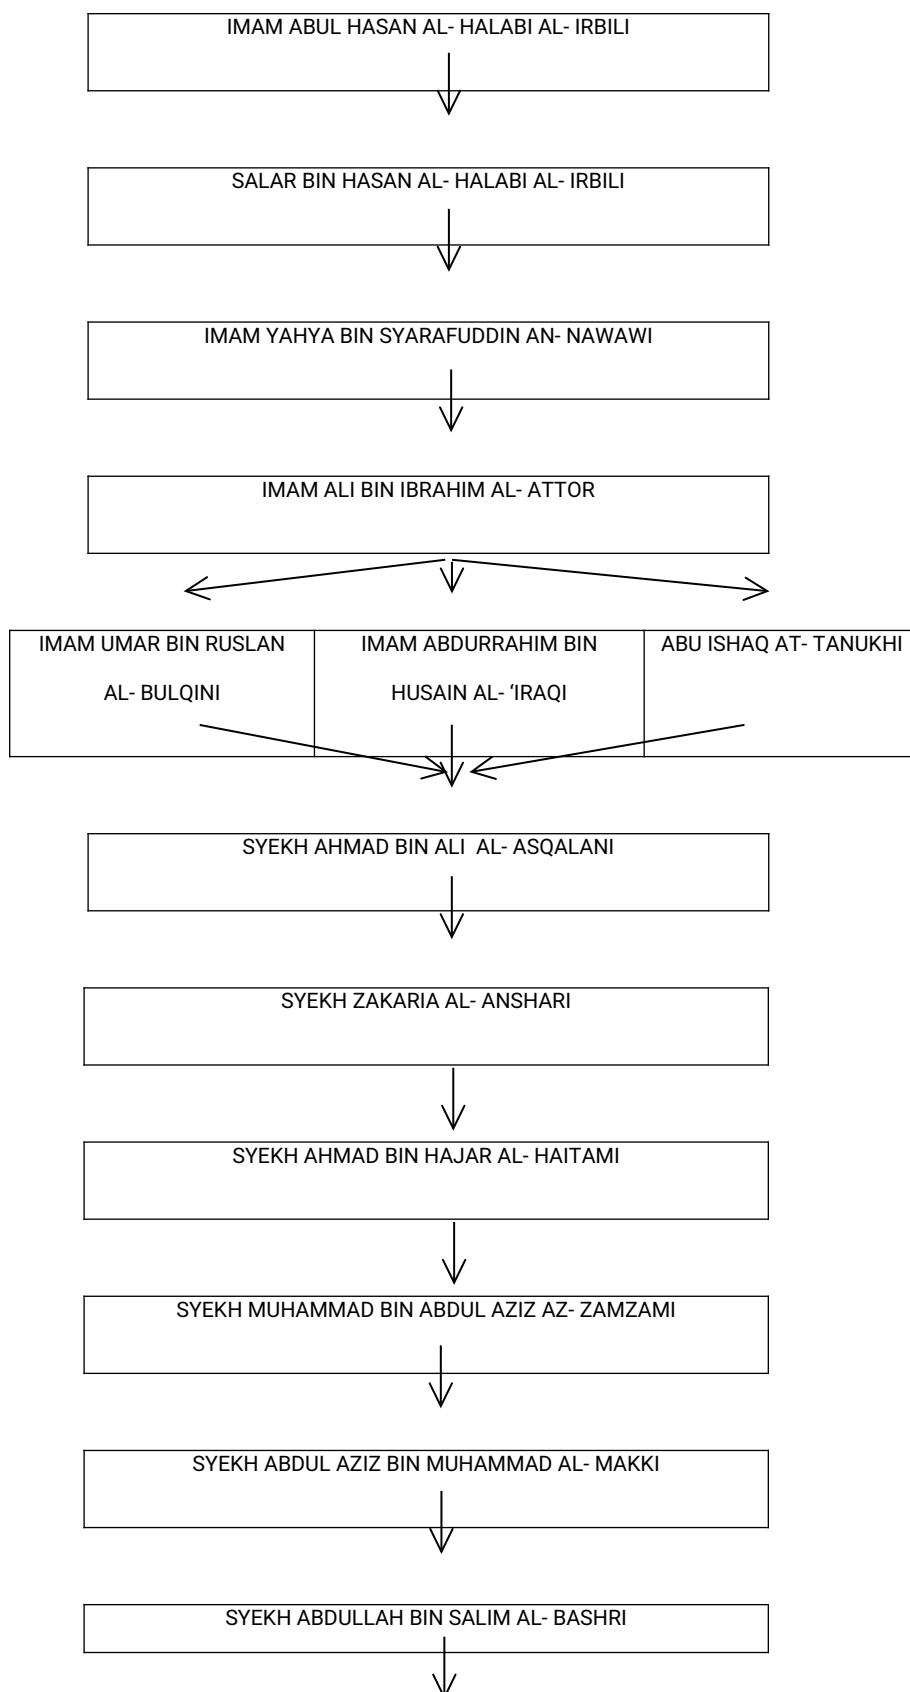 IMAM ABUL HASAN AL- HALABI AL- IRBILI
SALAR BIN HASAN AL- HALABI AL- IRBILI
IMAM YAHYA BIN SYARAFUDDIN AN- NAWAWI
IMAM ALI BIN IBRAHIM AL- ATTOR
IMAM UMAR BIN RUSLAN
AL- BULQINI
IMAM ABDURRAHIM BIN
HUSAIN AL- ‘IRAQI
ABU ISHAQ AT- TANUKHI
SYEKH AHMAD BIN ALI  AL- ASQALANI
SYEKH ZAKARIA AL- ANSHARI
SYEKH AHMAD BIN HAJAR AL- HAITAMI
SYEKH MUHAMMAD BIN ABDUL AZIZ AZ- ZAMZAMI
SYEKH ABDUL AZIZ BIN MUHAMMAD AL- MAKKI
SYEKH ABDULLAH BIN SALIM AL- BASHRI